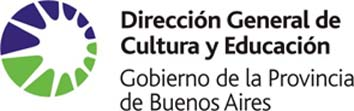 Dirección General de
Cultura y Educación
Gobierno de la Provincia
de Buenos Aires